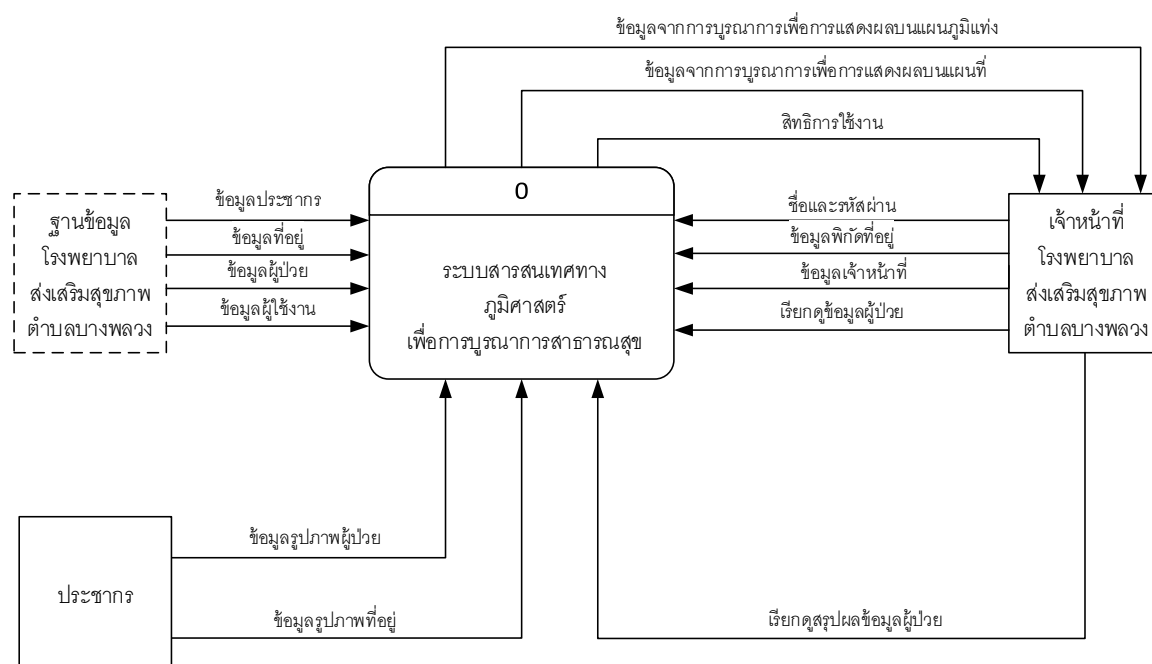 ข้อมูลจากการบูรณาการเพื่อการแสดงผลบนแผนภูมิแท่ง
ข้อมูลจากการบูรณาการเพื่อการแสดงผลบนแผนที่
สิทธิการใช้งาน
0
ระบบสารสนเทศทาง
ภูมิศาสตร์
เพื่อการบูรณาการสาธารณสุข
ฐานข้อมูล
โรงพยาบาล
ส่งเสริมสุขภาพ
ตำบลบางพลวง
ข้อมูลประชากร
ข้อมูลที่อยู่
ข้อมูลผู้ป่วย
ข้อมูลผู้ใช้งาน
ชื่อและรหัสผ่าน
ข้อมูลพิกัดที่อยู่
ข้อมูลเจ้าหน้าที่
เรียกดูข้อมูลผู้ป่วย
เจ้าหน้าที่
โรงพยาบาล
ส่งเสริมสุขภาพ
ตำบลบางพลวง
ประชากร
ข้อมูลรูปภาพผู้ป่วย
ข้อมูลรูปภาพที่อยู่
เรียกดูสรุปผลข้อมูลผู้ป่วย